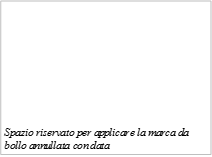 Spazio riservato per applicare la marca da
bollo annullata con data